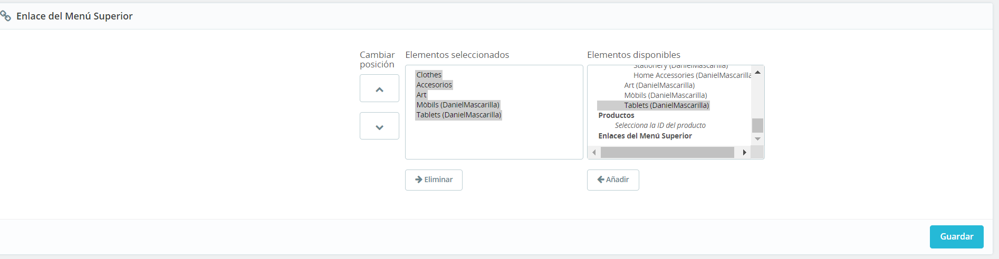 Enlace del Menú Superior
Cambiar
posición
Elementos seleccionados
Clothes
Accesorios
Art
Mòbils (DanielMascarilla)
Tablets (DanielMascarilla)
Eliminar
Elementos disponibles
Stationery (DanielMascarilla)
Home Accessories (DanielMascarilla
Art (DanielMascarilla)
Mòbils (DanielMascarilla)
Tablets (DanielMascarilla)
Productos
Selecciona la ID del producto
Enlaces del Menú Superior
Añadir
Guardar